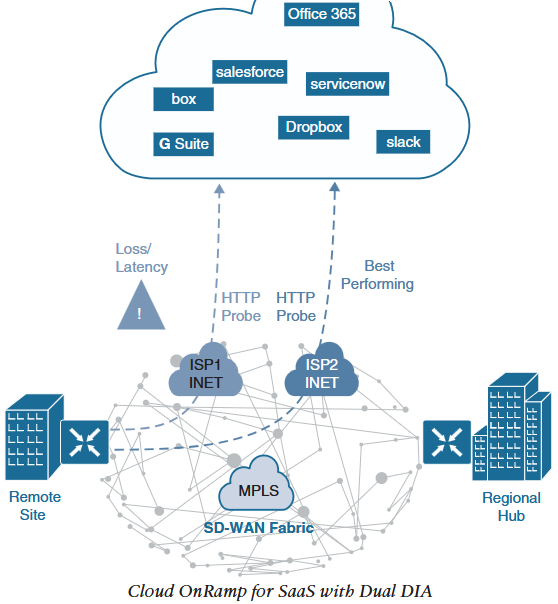 Office 365
salesforce
servicenow
box
Dropbox
G Suite
slack
Loss/
Latency
!
Best
Performing
HTTP
Probe
HTTP
Probe
ISP1
INET
ISP2
INET
MPLS
SD-WAN Fabric
Remote
Site
Regional
Hub
Cloud OnRamp for SaaS with Dual DIA